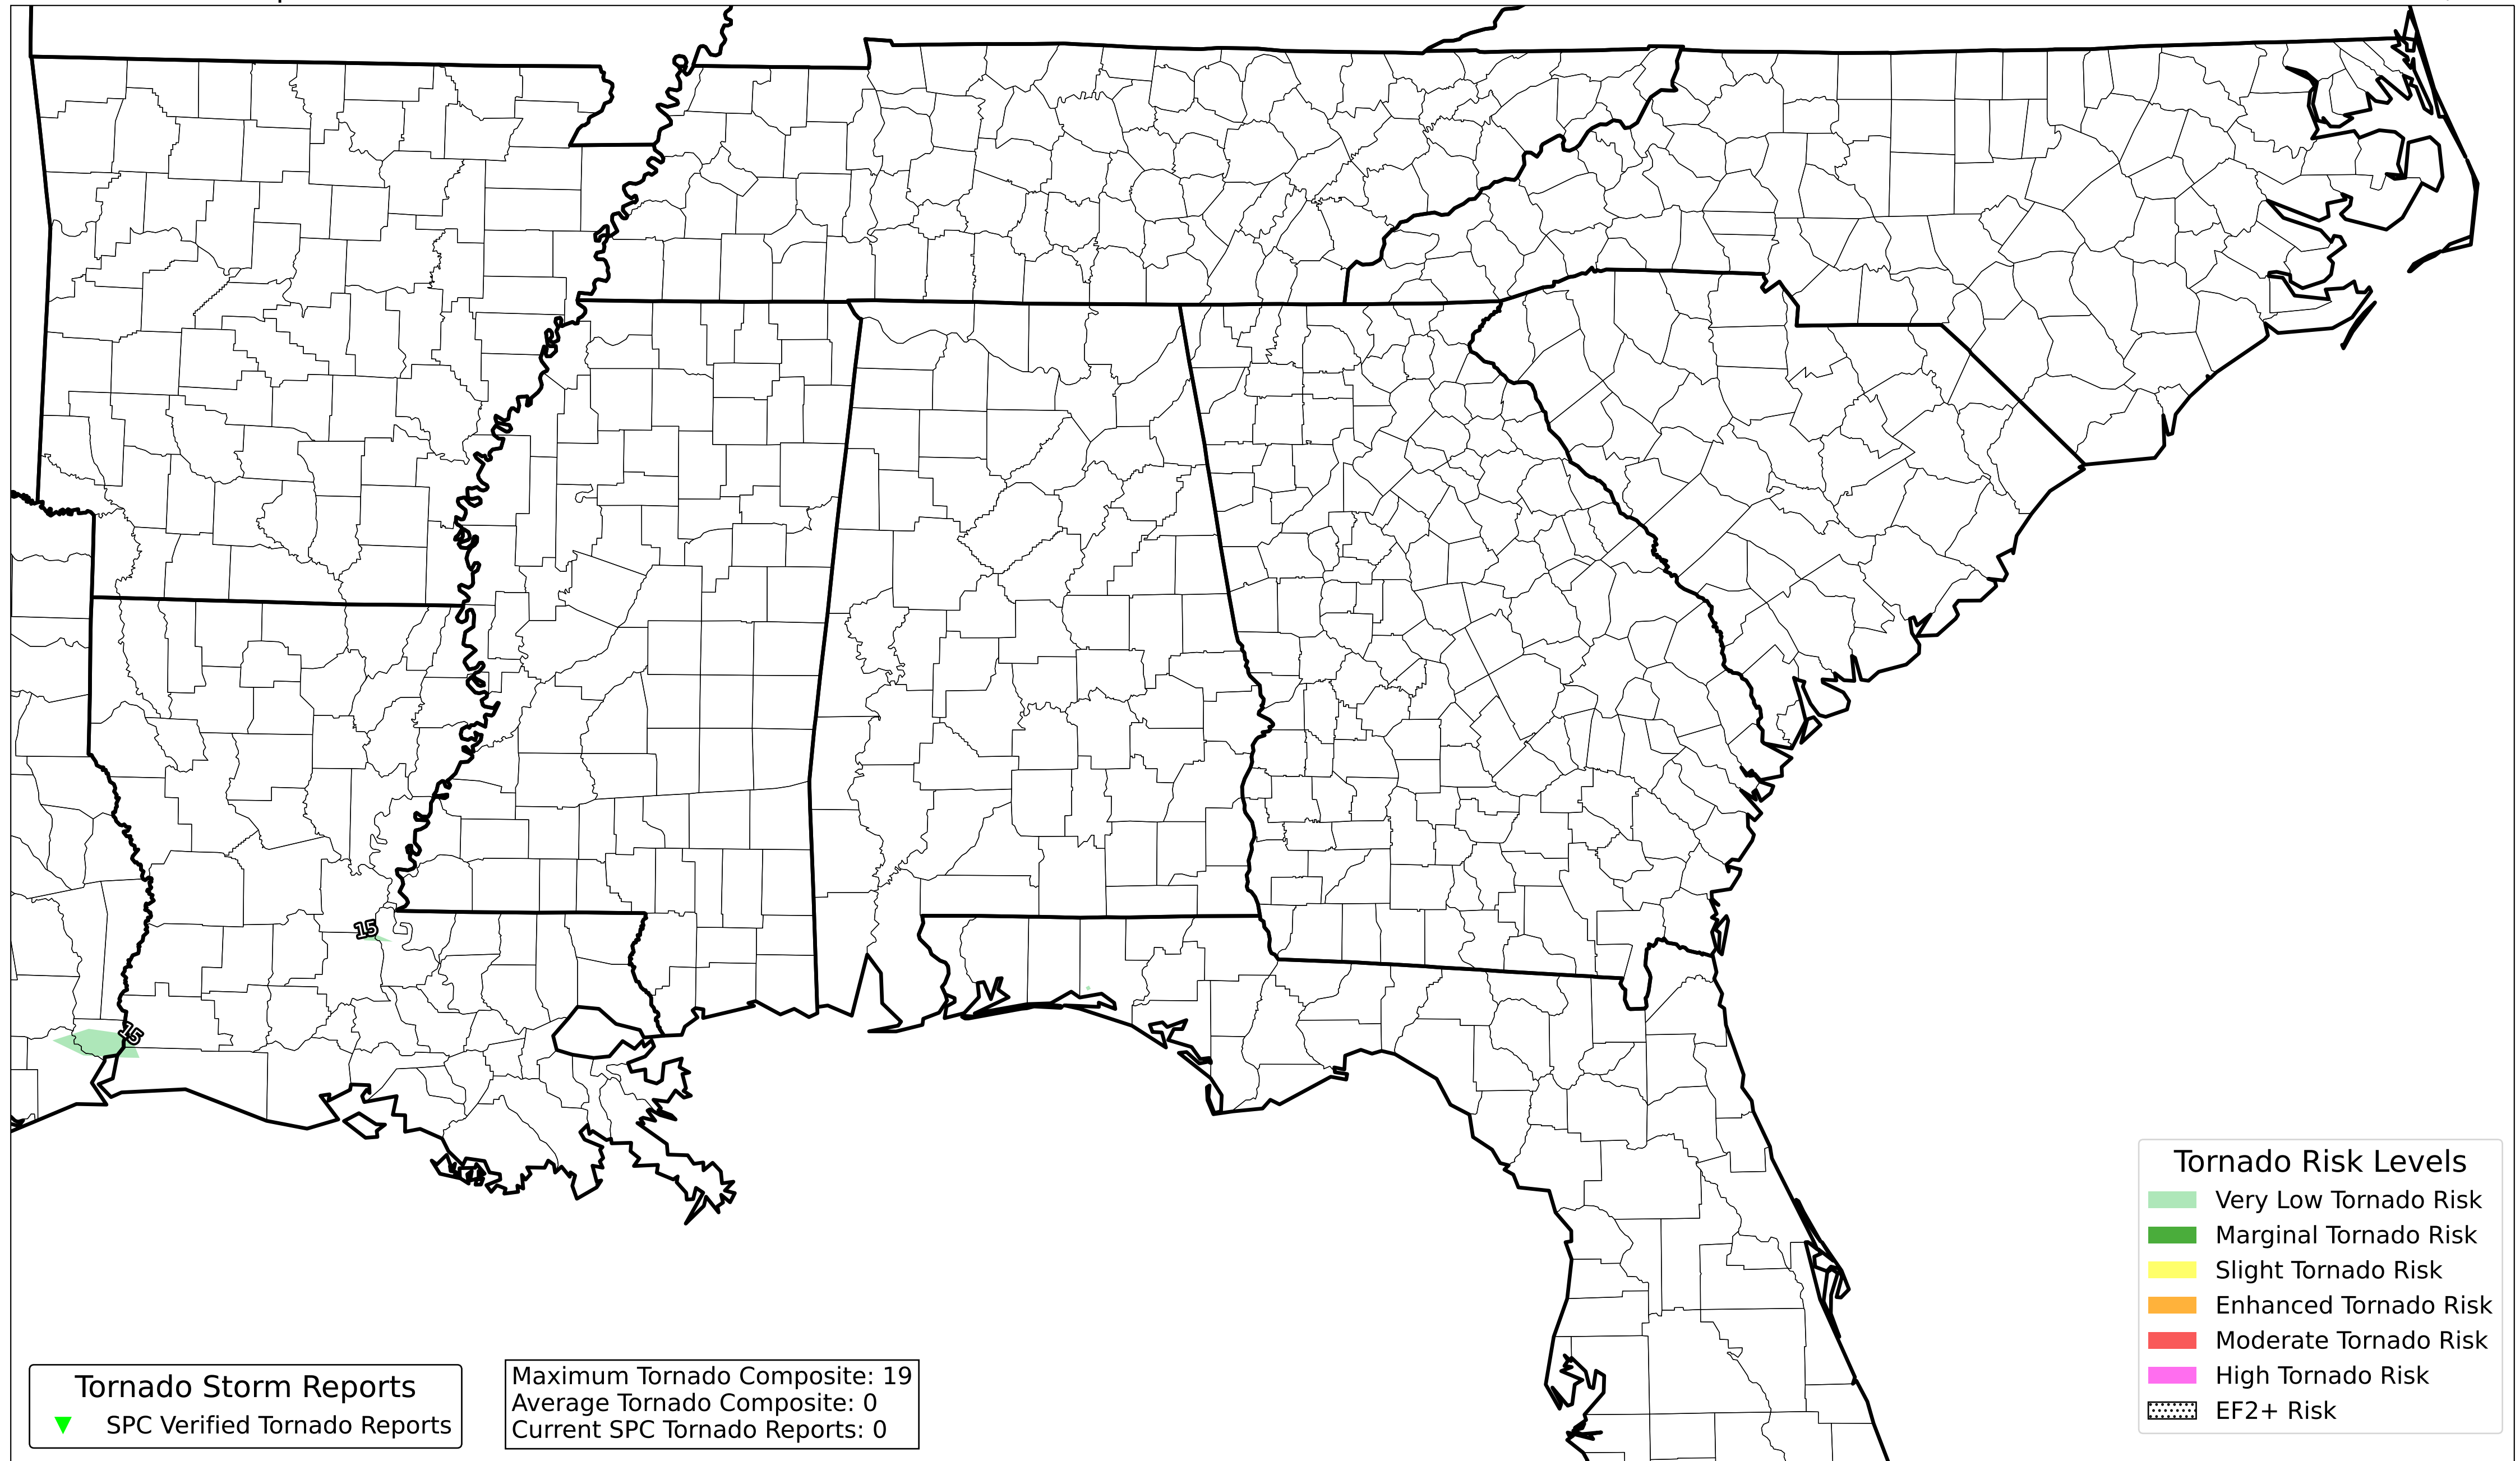 15
15
Tornado Risk Levels
Very Low Tornado Risk
Marginal Tornado Risk
Slight Tornado Risk
Enhanced Tornado Risk
Moderate Tornado Risk
High Tornado Risk
EF2+ Risk
Tornado Storm Reports
SPC Verified Tornado Reports
Maximum Tornado Composite: 19
Average Tornado Composite: 0
Current SPC Tornado Reports: 0